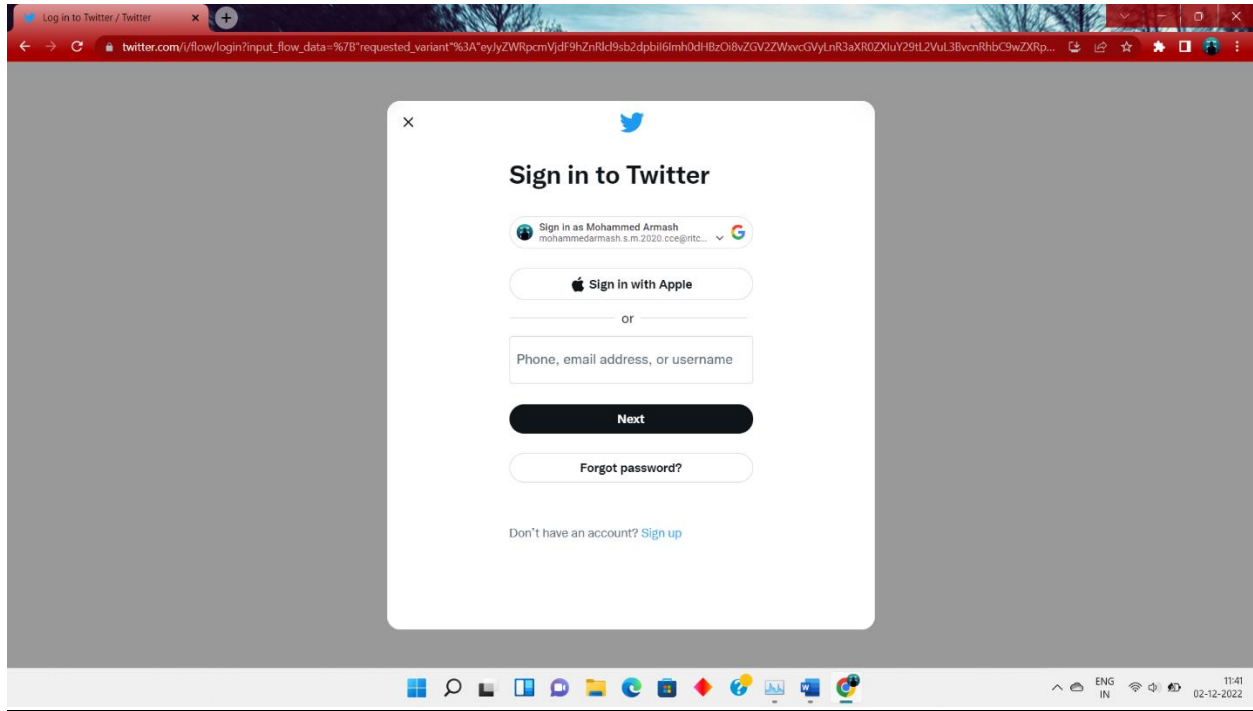 Log in to Twitter / Twitter
twitter.com/i/flow/login?input_flow_data=%7B"requested_variant"%3A"eyJyZWRpcmVjdF9hZnRlcl9sb2dpbiI6Imh0dHBzOi8vZGV2ZWxvcGVyLnR3aXR0ZXIuY29tL2VuL3BvcnRhbC9wZXRp...
Sign in to Twitter
Sign in as Mohammed Armash
mohammedarmash.s.m.2020.cce@ritc...
Sign in with Apple
or
Phone, email address, or username
Next
Forgot password?
Don't have an account? Sign up
ENG
IN
11:41
02-12-2022